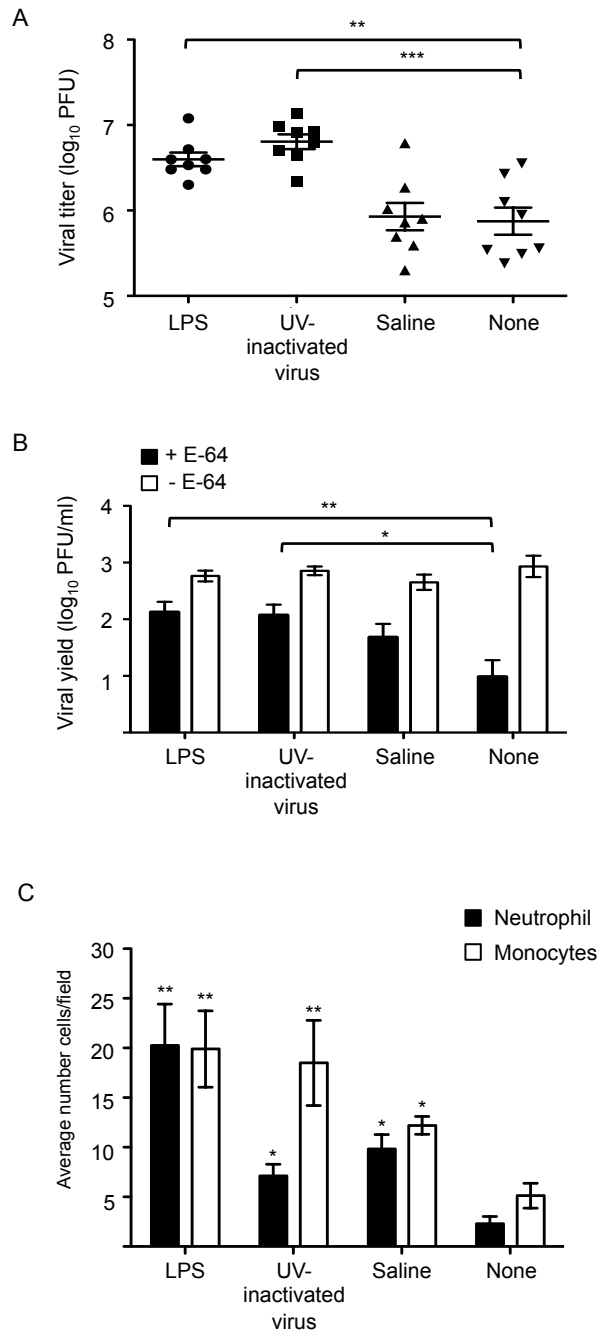 A
**
***
8
7
6
5
Viral titer (log10 PFU)
LPS
UV-
inactivated
virus
Saline
None
B
+ E-64
- E-64
**
*
4
3
2
1
Viral yield (log10 PFU/ml)
LPS
UV-
inactivated
virus
Saline
None
C
Neutrophil
Monocytes
30
25
20
15
10
5
Average number cells/field
** **
* **
* *
LPS
UV-
inactivated
virus
Saline
None